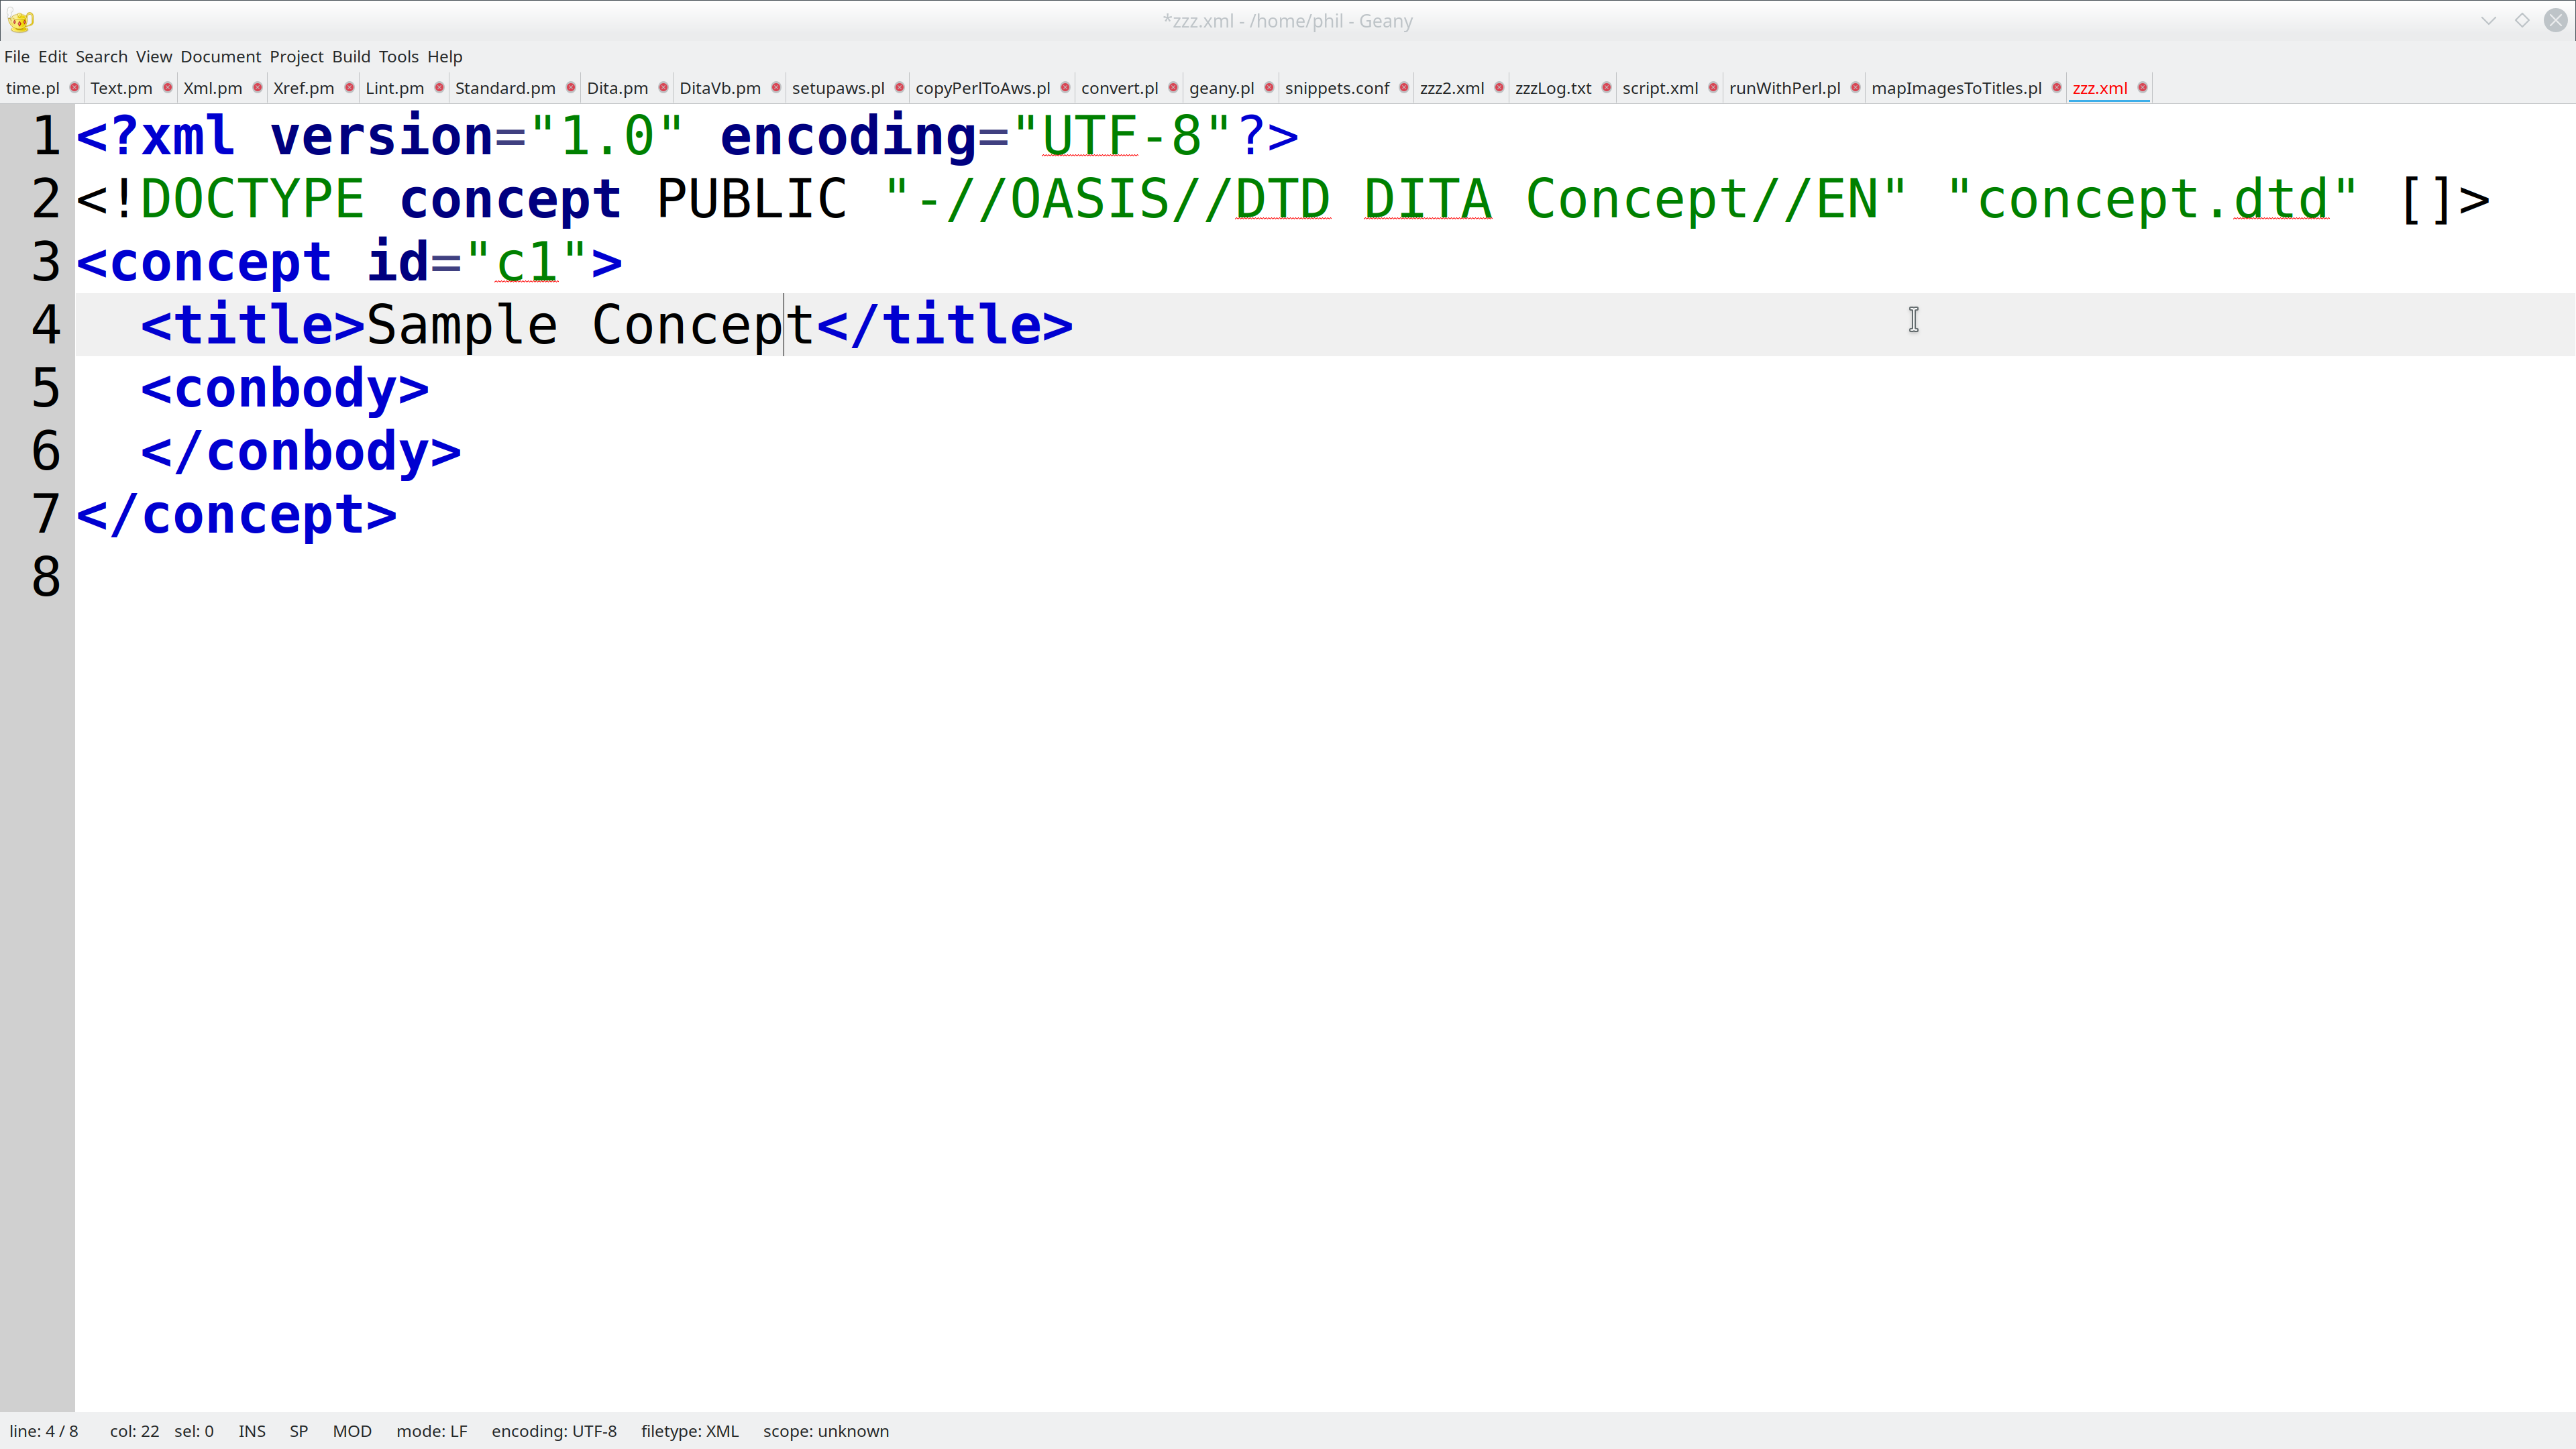 *zzz.xml - /home/phil - Geany
File Edit Search View Document Project Build Tools Help
time.pl Text.pm Xml.pm Xref.pm Lint.pm Standard.pm Dita.pm DitaVb.pm setupaws.pl copyPerlToAws.pl convert.pl geany.pl snippets.conf zzz2.xml zzzLog.txt script.xml runWithPerl.pl mapImagesToTitles.pl zzz.xml
1 <?xml version="1.0" encoding="UTF-8"?>
2 <!DOCTYPE concept PUBLIC "-//OASIS//DTD DITA Concept//EN" "concept.dtd" []>
3 <concept id="c1">
4   <title>Sample Concept</title>
5   <conbody>
6   </conbody>
7 </concept>
8
line: 4 / 8 col: 22 sel: 0 INS SP MOD mode: LF encoding: UTF-8 filetype: XML scope: unknown